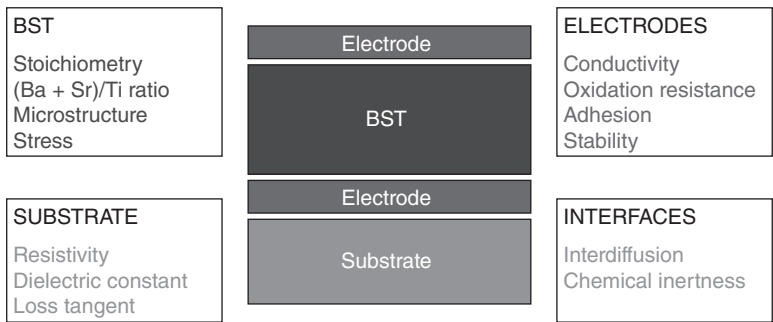 BST
Stoichiometry
(Ba + Sr)/Ti ratio
Microstructure
Stress
SUBSTRATE
Resistivity
Dielectric constant
Loss tangent
Electrode
BST
Electrode
Substrate
ELECTRODES
Conductivity
Oxidation resistance
Adhesion
Stability
INTERFACES
Interdiffusion
Chemical inertness